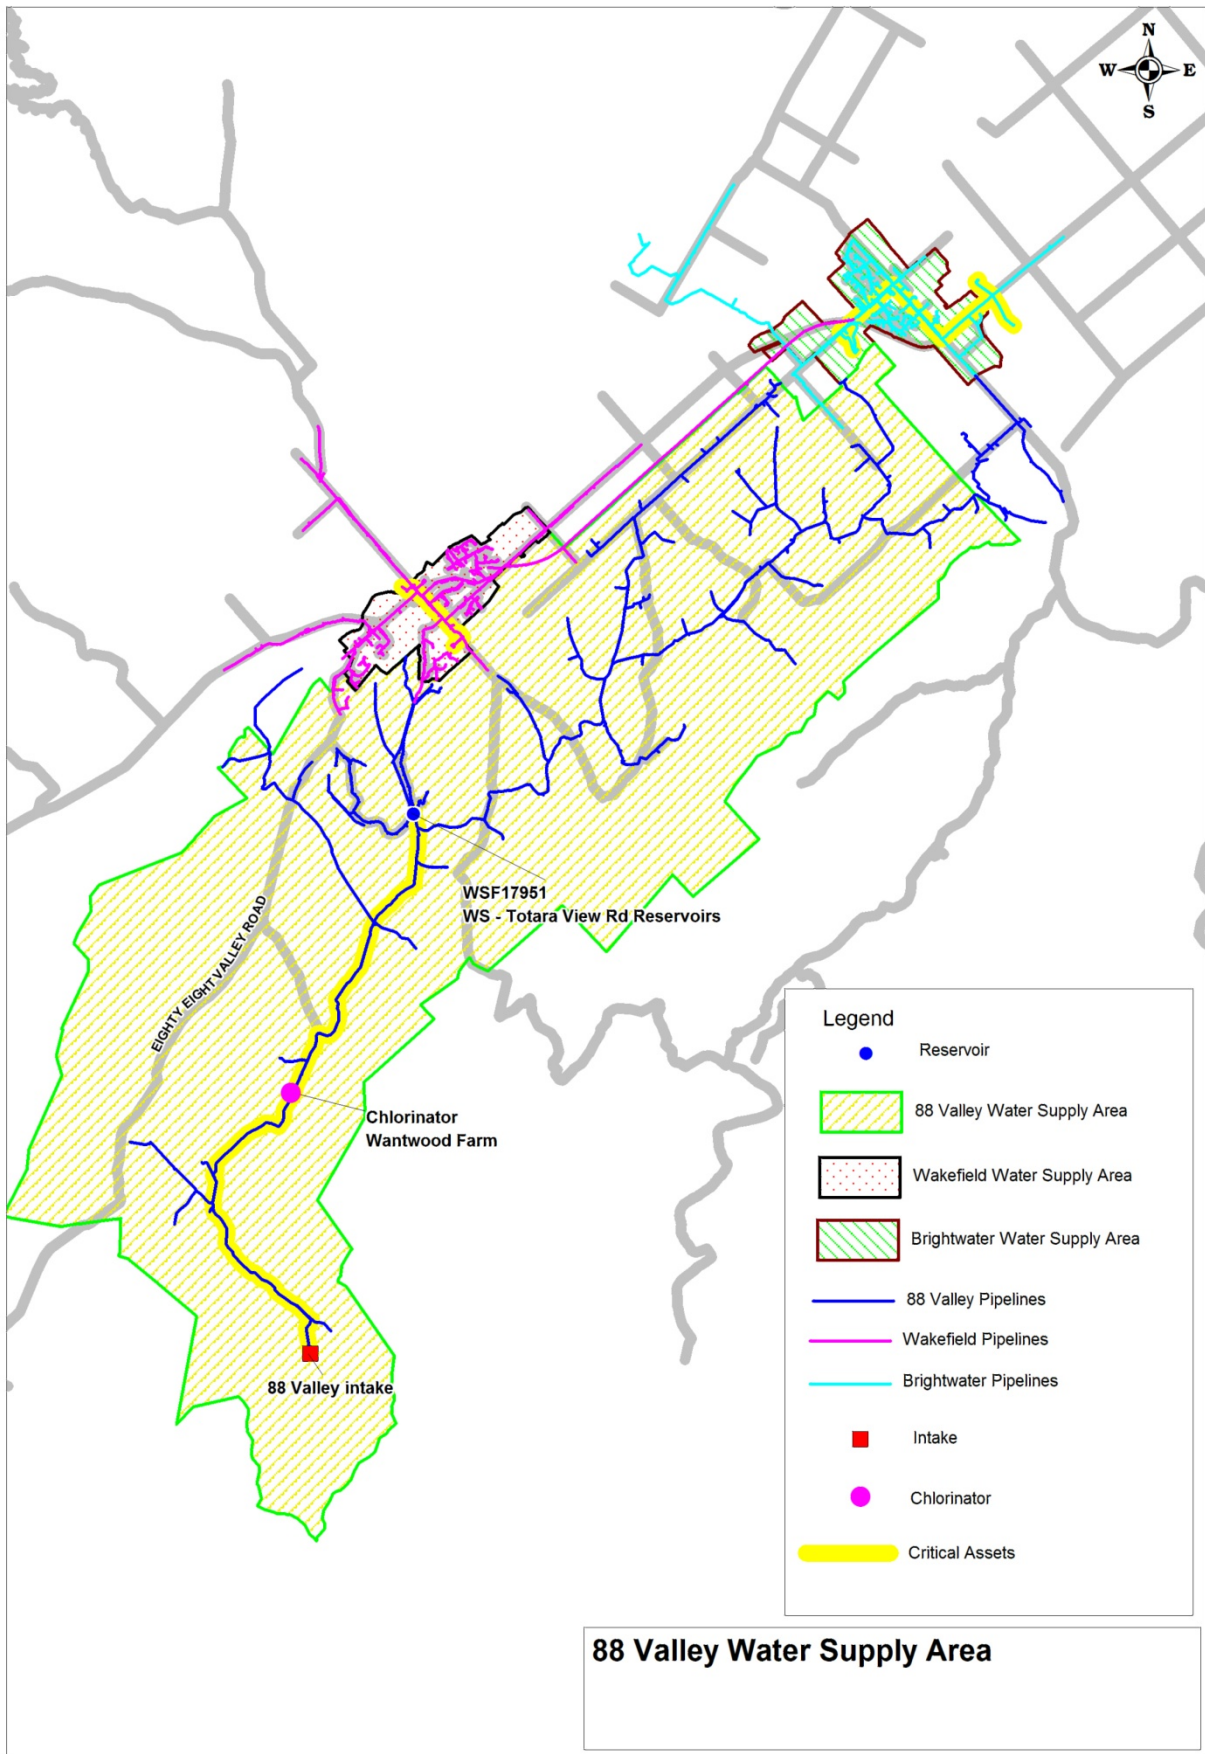 N
W E
S
WSF17951
WS - Totara View Rd Reservoirs
EIGHTY EIGHT VALLEY ROAD
Chlorinator
Wantwood Farm
88 Valley intake
Legend
Reservoir
88 Valley Water Supply Area
Wakefield Water Supply Area
Brightwater Water Supply Area
88 Valley Pipelines
Wakefield Pipelines
Brightwater Pipelines
Intake
Chlorinator
Critical Assets
88 Valley Water Supply Area